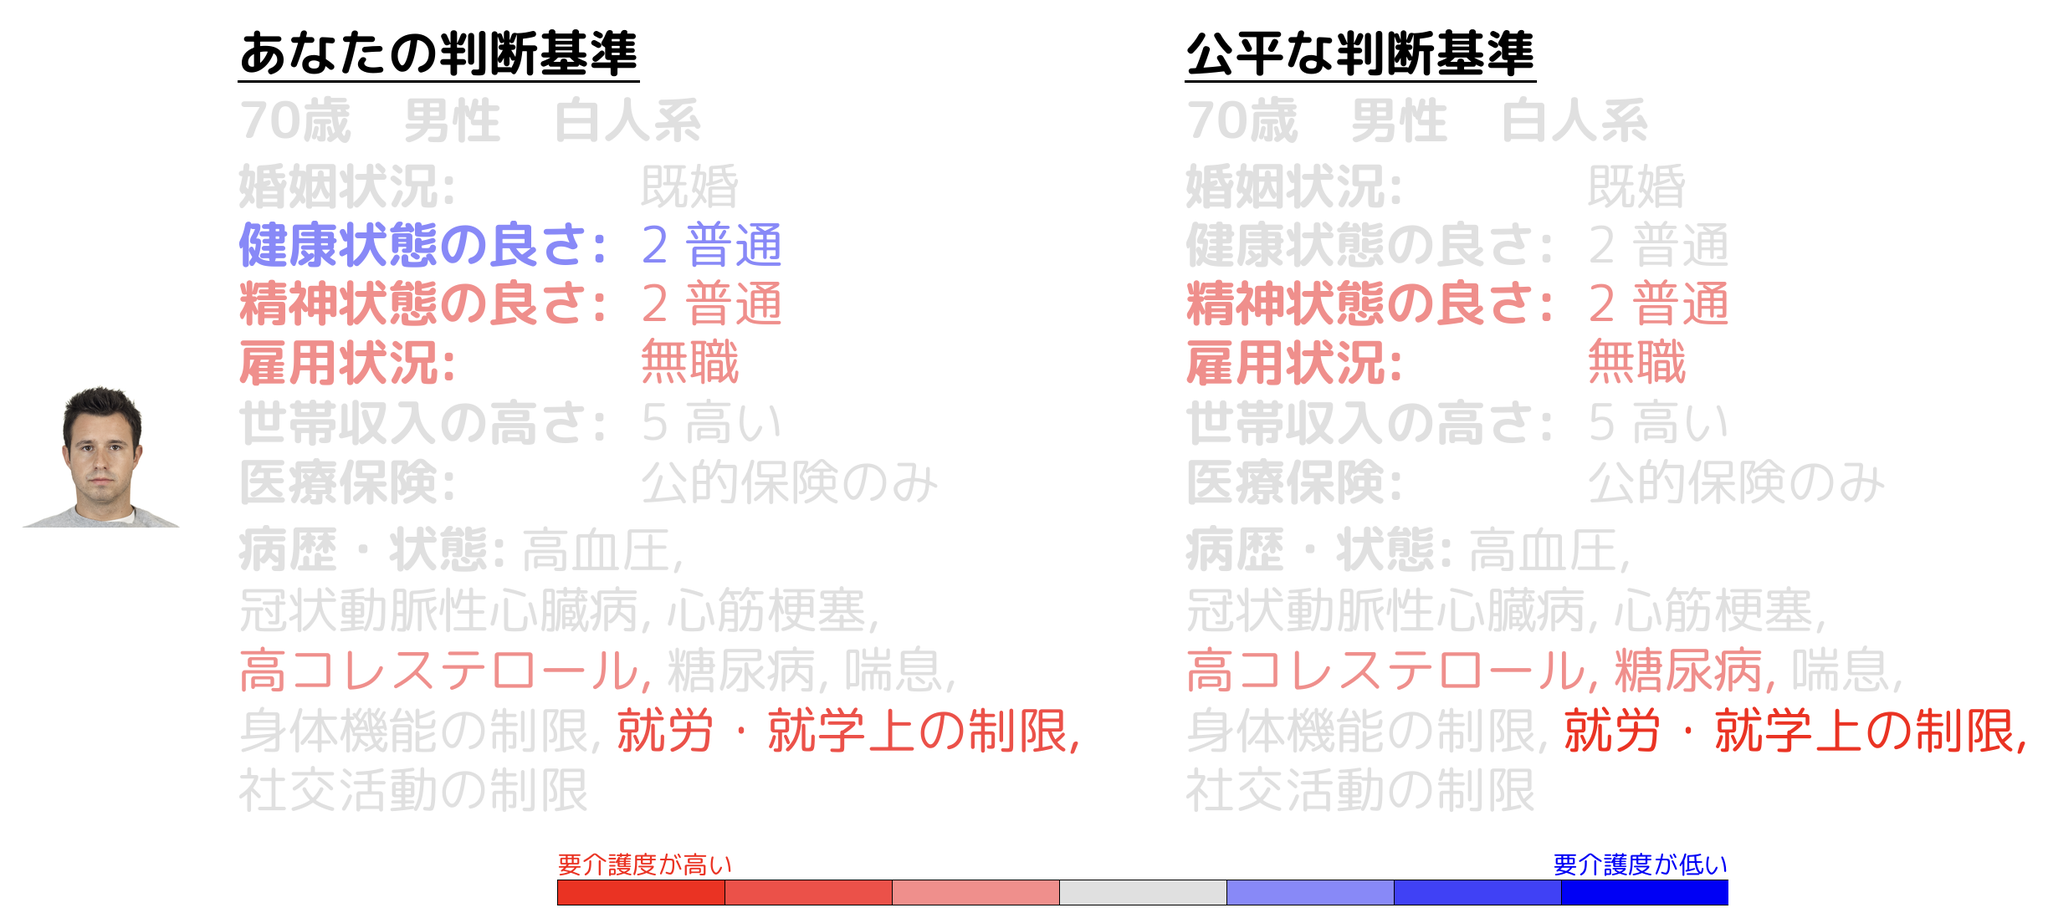 あなたの判断基準
70歳 男性 白人系
婚姻状況: 既婚
健康状態の良さ: 2 普通
精神状態の良さ: 2 普通
雇用状況: 無職
世帯収入の高さ: 5 高い
医療保険: 公的保険のみ
病歴・状態: 高血圧,
冠状動脈性心臓病, 心筋梗塞,
高コレステロール, 糖尿病, 喘息,
身体機能の制限, 就労・就学上の制限,
社交活動の制限
公平な判断基準
70歳 男性 白人系
婚姻状況: 既婚
健康状態の良さ: 2 普通
精神状態の良さ: 2 普通
雇用状況: 無職
世帯収入の高さ: 5 高い
医療保険: 公的保険のみ
病歴・状態: 高血圧,
冠状動脈性心臓病, 心筋梗塞,
高コレステロール, 糖尿病, 喘息,
身体機能の制限, 就労・就学上の制限,
社交活動の制限
要介護度が高い
要介護度が低い